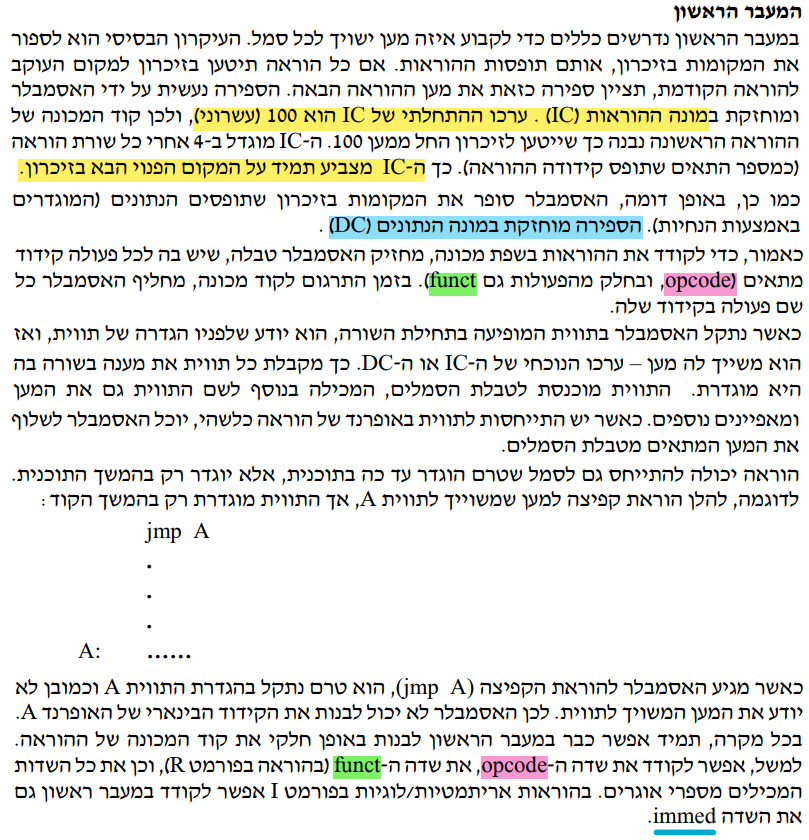 המעבר הראשון
במעבר הראשון נדרשים כללים כדי לקבוע איזה מען ישויך לכל סמל. העיקרון הבסיסי הוא לספור
את המקומות בזיכרון, אותם תופסות ההוראות. אם כל הוראה תיטען בזיכרון למקום העוקב
להוראה הקודמת, תציין ספירה כזאת את מען ההוראה הבאה. הספירה נעשית על ידי האסמבלר
ומוחזקת במונה ההוראות (IC) . ערכו ההתחלתי של IC הוא 100 (עשרוני), ולכן קוד המכונה של
ההוראה הראשונה נבנה כך שייטען לזיכרון החל ממען 100. ה-IC מוגדל ב-4 אחרי כל שורת הוראה
(כמספר התאים שתופס קידודה ההוראה). כך ה-IC מצביע תמיד על המקום הפנוי הבא בזיכרון.
כמו כן, באופן דומה, האסמבלר סופר את המקומות בזיכרון שתופסים הנתונים (המוגדרים
באמצעות הנחיות). הספירה מוחזקת במונה הנתונים (DC) .
כאמור, כדי לקודד את ההוראות בשפת מכונה, מחזיק האסמבלר טבלה, שיש בה לכל פעולה קידוד
מתאים (opcode, ובחלק מהפעולות גם funct). בזמן התרגום לקוד מכונה, מחליף האסמבלר כל
שם פעולה בקידוד שלה.
כאשר נתקל האסמבלר בתווית המופיעה בתחילת השורה, הוא יודע שלפניו הגדרה של תווית, ואז
הוא משייך לה מען – ערכו הנוכחי של ה-IC או ה-DC. כך מקבלת כל תווית את מענה בשורה בה
היא מוגדרת. התווית מוכנסת לטבלת הסמלים, המכילה בנוסף לשם התווית גם את המען
ומאפיינים נוספים. כאשר יש התייחסות לתווית באופרנד של הוראה כלשהי, יוכל האסמבלר לשלוף
את המען המתאים מטבלת הסמלים.
הוראה יכולה להתייחס גם לסמל שטרם הוגדר עד כה בתוכנית, אלא יוגדר רק בהמשך התוכנית.
לדוגמה, להלן הוראת קפיצה למען שמשוייך לתווית A, אך התווית מוגדרת רק בהמשך הקוד :
jmp A
.
.
.
A: ......
כאשר מגיע האסמבלר להוראת הקפיצה (jmp A), הוא טרם נתקל בהגדרת התווית A וכמובן לא
יודע את המען המשויך לתווית. לכן האסמבלר לא יכול לבנות את הקידוד הבינארי של האופרנד A.
בכל מקרה, תמיד אפשר כבר במעבר הראשון לבנות באופן חלקי את קוד המכונה של ההוראה.
למשל, אפשר לקודד את שדה ה-opcode, את שדה ה-funct (בהוראה בפורמט R), וכן את כל השדות
המכילים מספרי אוגרים. בהוראות אריתמטיות/לוגיות בפורמט I אפשר לקודד במעבר ראשון גם
את השדה immed.